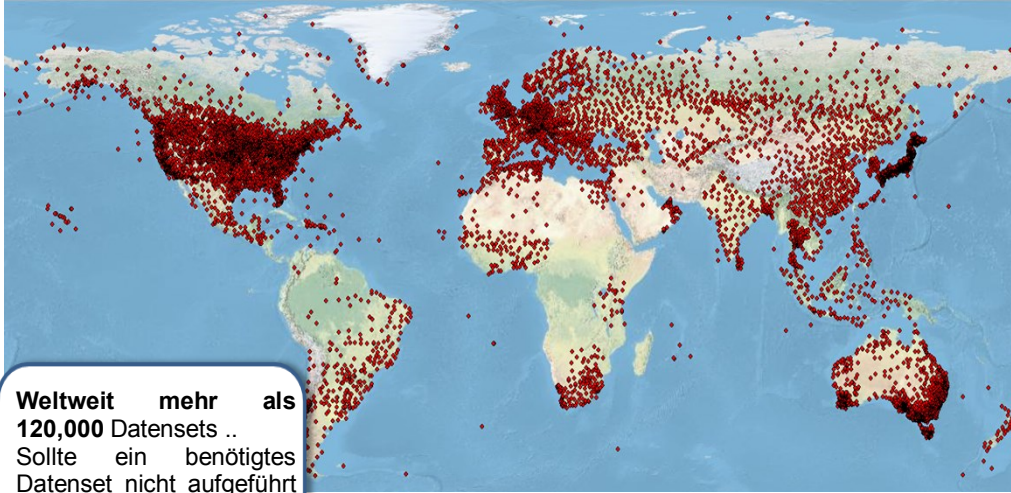 Weltweit mehr als
120,000 Datensets ..
Sollte ein benötigtes
Datenset nicht aufgeführt